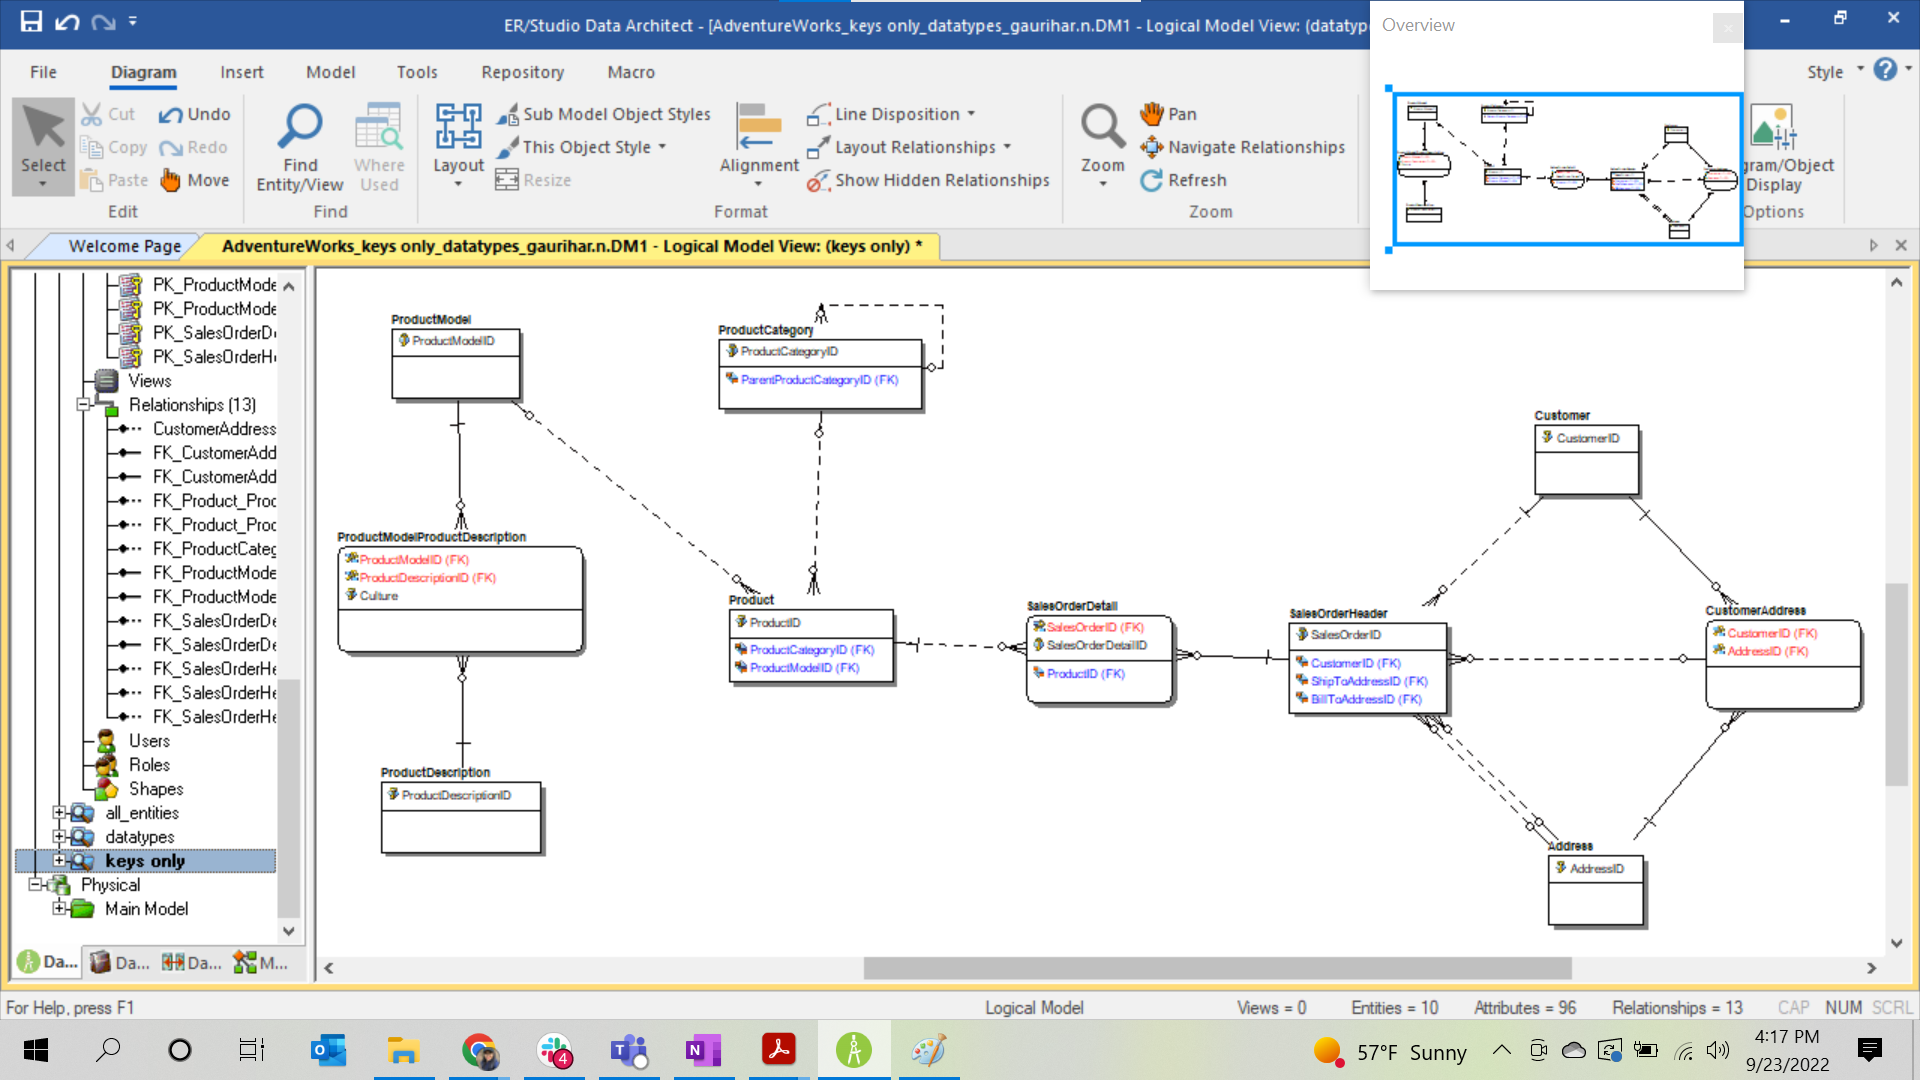 ER/Studio Data Architect - [AdventureWorks_keys only_datatypes_gaurihar.n.DM1 - Logical Model View: (datatyp
Overview
File
Diagram
Insert
Model
Tools
Repository
Macro
Style
Select
Cut
Copy
Paste
Undo
Redo
Move
Edit
Find
Entity/View
Where
Used
Find
Layout
Sub Model Object Styles
This Object Style
Resize
Alignment
Line Disposition
Layout Relationships
Show Hidden Relationships
Format
Zoom
Pan
Navigate Relationships
Refresh
Zoom
gram/Object
Display
Options
Welcome Page
AdventureWorks_keys only_datatypes_gaurihar.n.DM1 - Logical Model View: (keys only) *
PK_ProductMode
PK_ProductMode
PK_SalesOrderD
PK_SalesOrderH
Views
Relationships (13)
CustomerAddress
FK_CustomerAdd
FK_CustomerAdd
FK_Product_Proc
FK_Product_Proc
FK_ProductCateg
FK_ProductMode
FK_ProductMode
FK_SalesOrderDe
FK_SalesOrderDe
FK_SalesOrderHe
FK_SalesOrderHe
FK_SalesOrderHe
Users
Roles
Shapes
all_entities
datatypes
keys only
Physical
Main Model
Da...
Da...
Da...
M...
ProductModel
ProductModelID
ProductCategory
ProductCategoryID
ParentProductCategoryID (FK)
Customer
CustomerID
ProductModelProductDescription
ProductModelID (FK)
ProductDescriptionID (FK)
Culture
Product
ProductID
ProductCategoryID (FK)
ProductModelID (FK)
SalesOrderDetail
SalesOrderID (FK)
SalesOrderDetailID
ProductID (FK)
SalesOrderHeader
SalesOrderID
CustomerID (FK)
ShipToAddressID (FK)
BillToAddressID (FK)
CustomerAddress
CustomerID (FK)
AddressID (FK)
ProductDescription
ProductDescriptionID
Address
AddressID
For Help, press F1
Logical Model
Views = 0
Entities = 10
Attributes = 96
Relationships = 13
CAP
NUM
SCRL
4
57°F Sunny
4:17 PM
9/23/2022